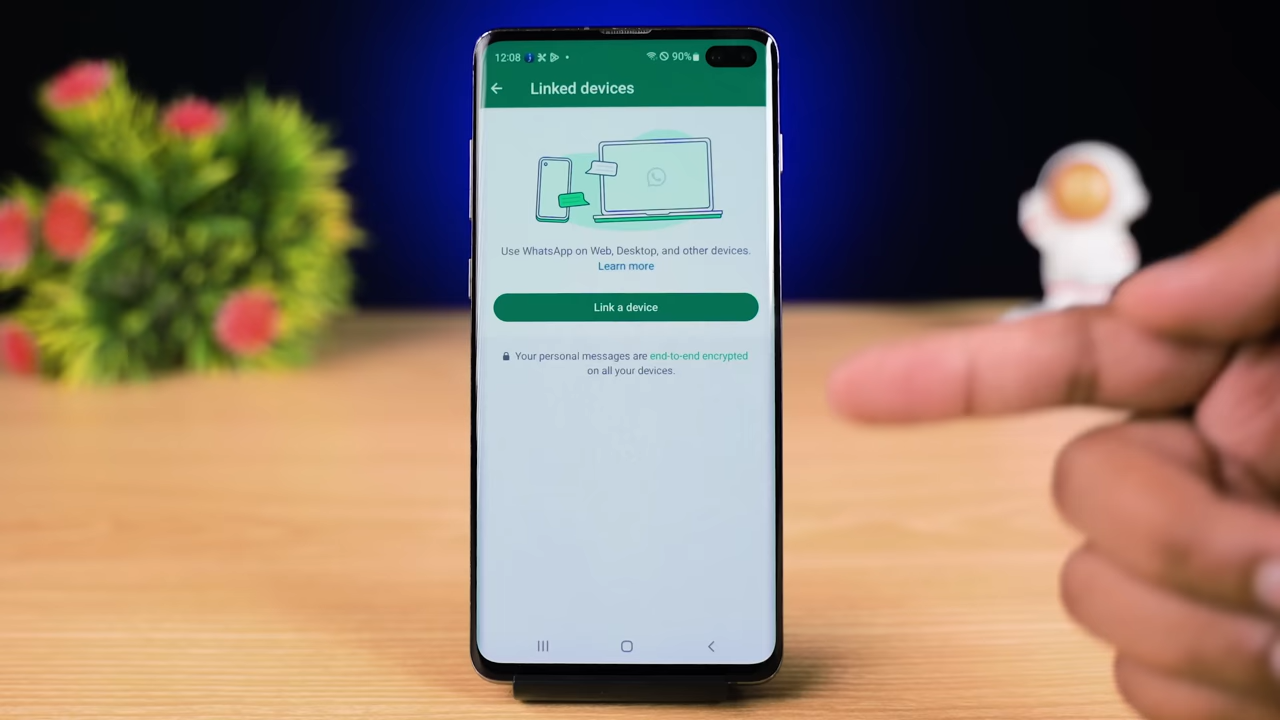 12:08
90%
Linked devices
Use WhatsApp on Web, Desktop, and other devices.
Learn more
Link a device
Your personal messages are end-to-end encrypted
on all your devices.